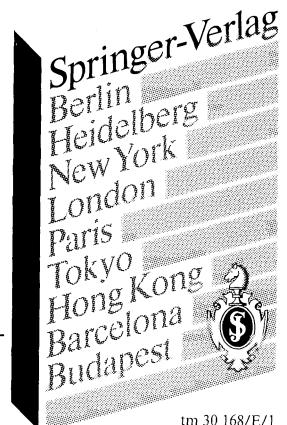 Springer-Verlag
Berlin
Heidelberg
New York
London
Paris
Tokyo
Hong Kong
Barcelona
Budapest
tm 30 168/E/1